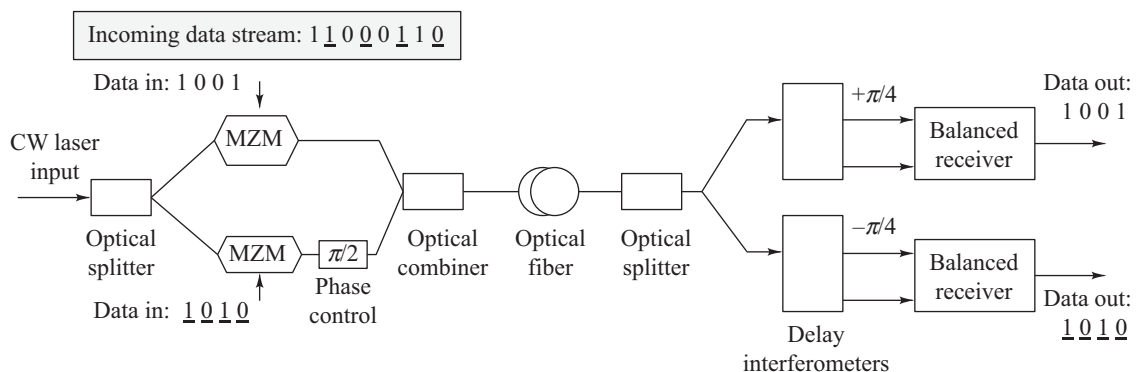 Incoming data stream: 1 1 0 0 0 1 1 0
Data in: 1 0 0 1
MZM
CW laser
input
Optical
splitter
MZM
π/2
Data in: 1 0 1 0
Phase
control
Optical
combiner
Optical
fiber
Optical
splitter
+π/4
Balanced
receiver
Data out:
1 0 0 1
−π/4
Balanced
receiver
Data out:
1 0 1 0
Delay
interferometers